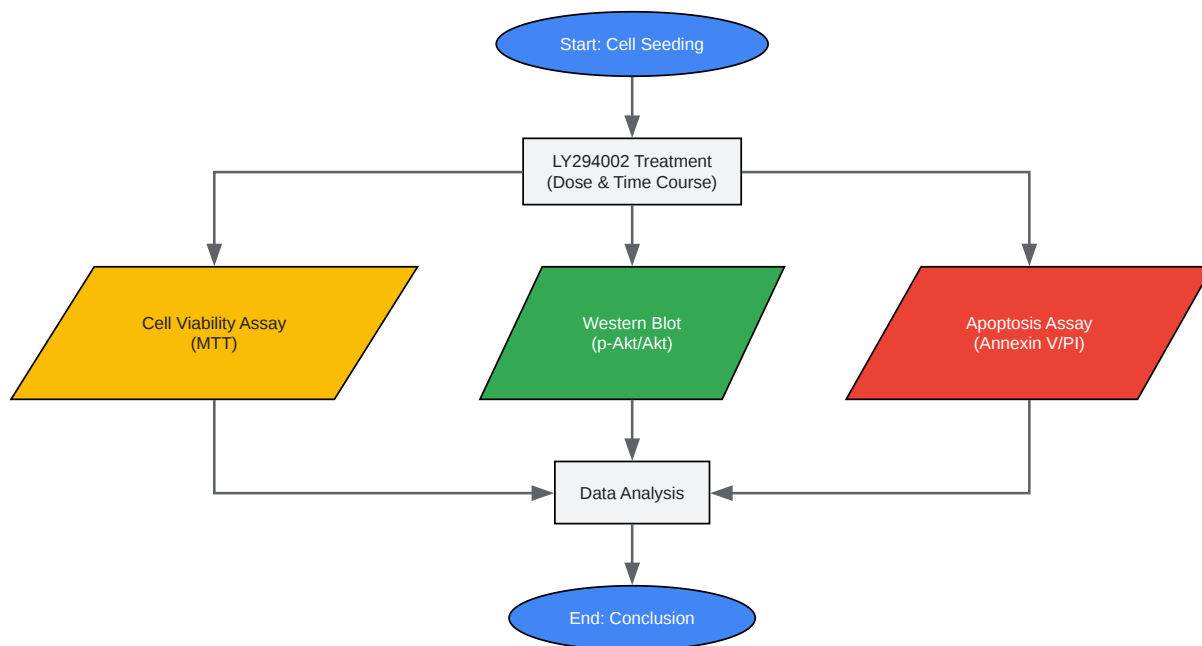 Start: Cell Seeding
LY294002 Treatment
(Dose & Time Course)
Cell Viability Assay
(MTT)
Western Blot
(p-Akt/Akt)
Apoptosis Assay
(Annexin V/PI)
Data Analysis
End: Conclusion